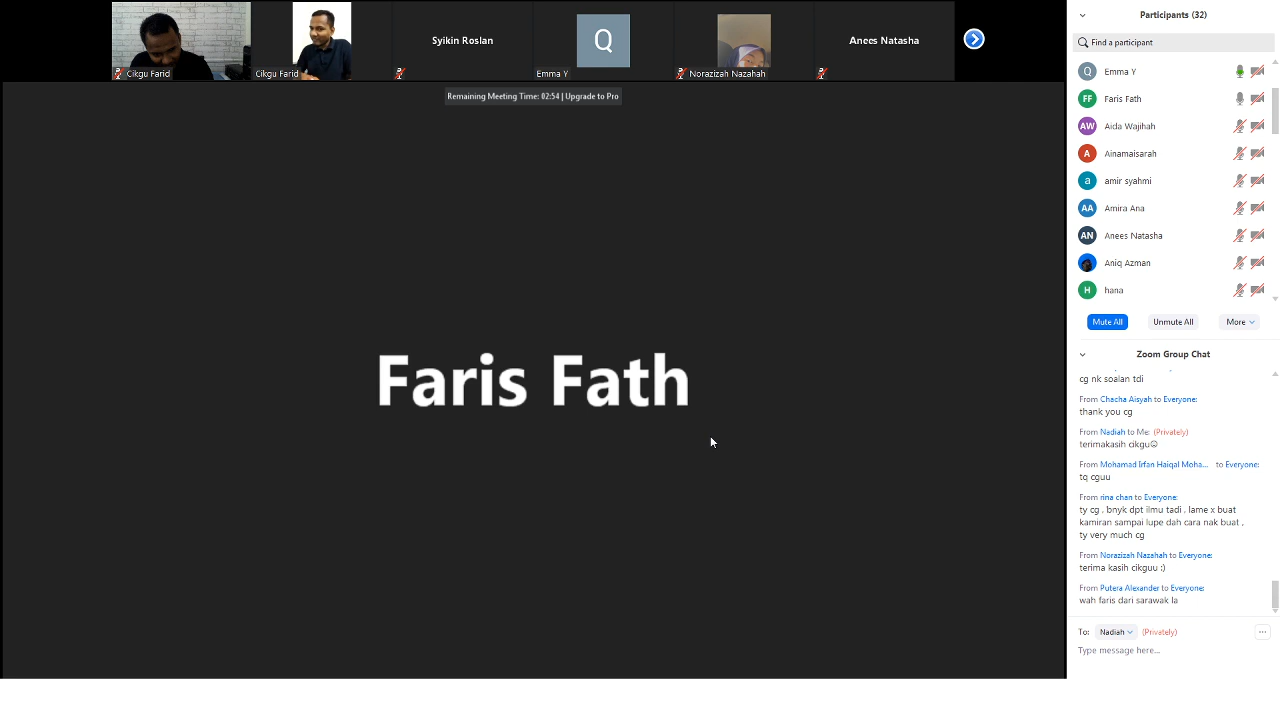 Cikgu Farid
Cikgu Farid
Syikin Roslan
Q
Emma Y
Norazizah Nazahah
Anees Natasha
Remaining Meeting Time: 02:54 | Upgrade to Pro
Faris Fath
Participants (32)
Find a participant
Q Emma Y
FF Faris Fath
AW Aida Wajihah
A Ainamaisarah
a amir syahmi
AA Amira Ana
AN Anees Natasha
Aniq Azman
H hana
Mute All Unmute All More
Zoom Group Chat
cg nk soalan tdi
From Chacha Aisyah to Everyone:
thank you cg
From Nadiah to Me: (Privately)
terimakasih cikgu☺
From Mohamad Irfan Haiqal Moha... to Everyone:
tq cguu
From rina chan to Everyone:
ty cg , bnyk dpt ilmu tadi , lame x buat
kamiran sampai lupe dah cara nak buat ,
ty very much cg
From Norazizah Nazahah to Everyone:
terima kasih cikguu :)
From Putera Alexander to Everyone:
wah faris dari sarawak la
To: Nadiah (Privately)
Type message here...